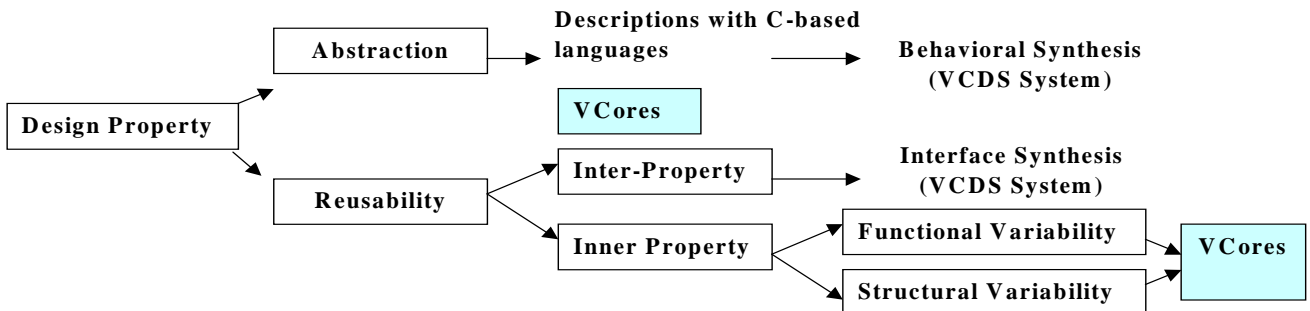 Descriptions with C-based
languages
Abstraction
Behavioral Synthesis
(VCDS System)
VCores
Design Property
Inter-Property
Interface Synthesis
(VCDS System)
Reusability
Functional Variability
Inner Property
VCores
Structural Variability